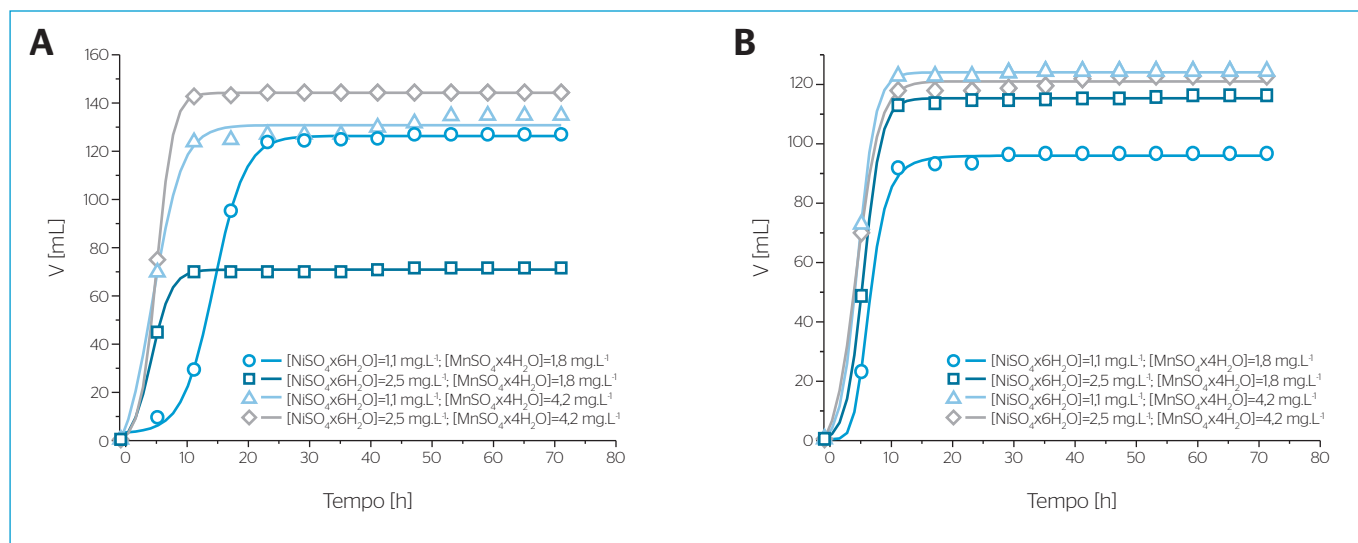 A
V [mL]
160
140
120
100
80
60
40
20
0
[NiSO₄x6H₂O]=1,1 mg.L⁻¹; [MnSO₄x4H₂O]=1,8 mg.L⁻¹
[NiSO₄x6H₂O]=2,5 mg.L⁻¹; [MnSO₄x4H₂O]=1,8 mg.L⁻¹
[NiSO₄x6H₂O]=1,1 mg.L⁻¹; [MnSO₄x4H₂O]=4,2 mg.L⁻¹
[NiSO₄x6H₂O]=2,5 mg.L⁻¹; [MnSO₄x4H₂O]=4,2 mg.L⁻¹
0 10 20 30 40 50 60 70 80
Tempo [h]
B
V [mL]
120
100
80
60
40
20
0
[NiSO₄x6H₂O]=1,1 mg.L⁻¹; [MnSO₄x4H₂O]=1,8 mg.L⁻¹
[NiSO₄x6H₂O]=2,5 mg.L⁻¹; [MnSO₄x4H₂O]=1,8 mg.L⁻¹
[NiSO₄x6H₂O]=1,1 mg.L⁻¹; [MnSO₄x4H₂O]=4,2 mg.L⁻¹
[NiSO₄x6H₂O]=2,5 mg.L⁻¹; [MnSO₄x4H₂O]=4,2 mg.L⁻¹
0 10 20 30 40 50 60 70 80
Tempo [h]